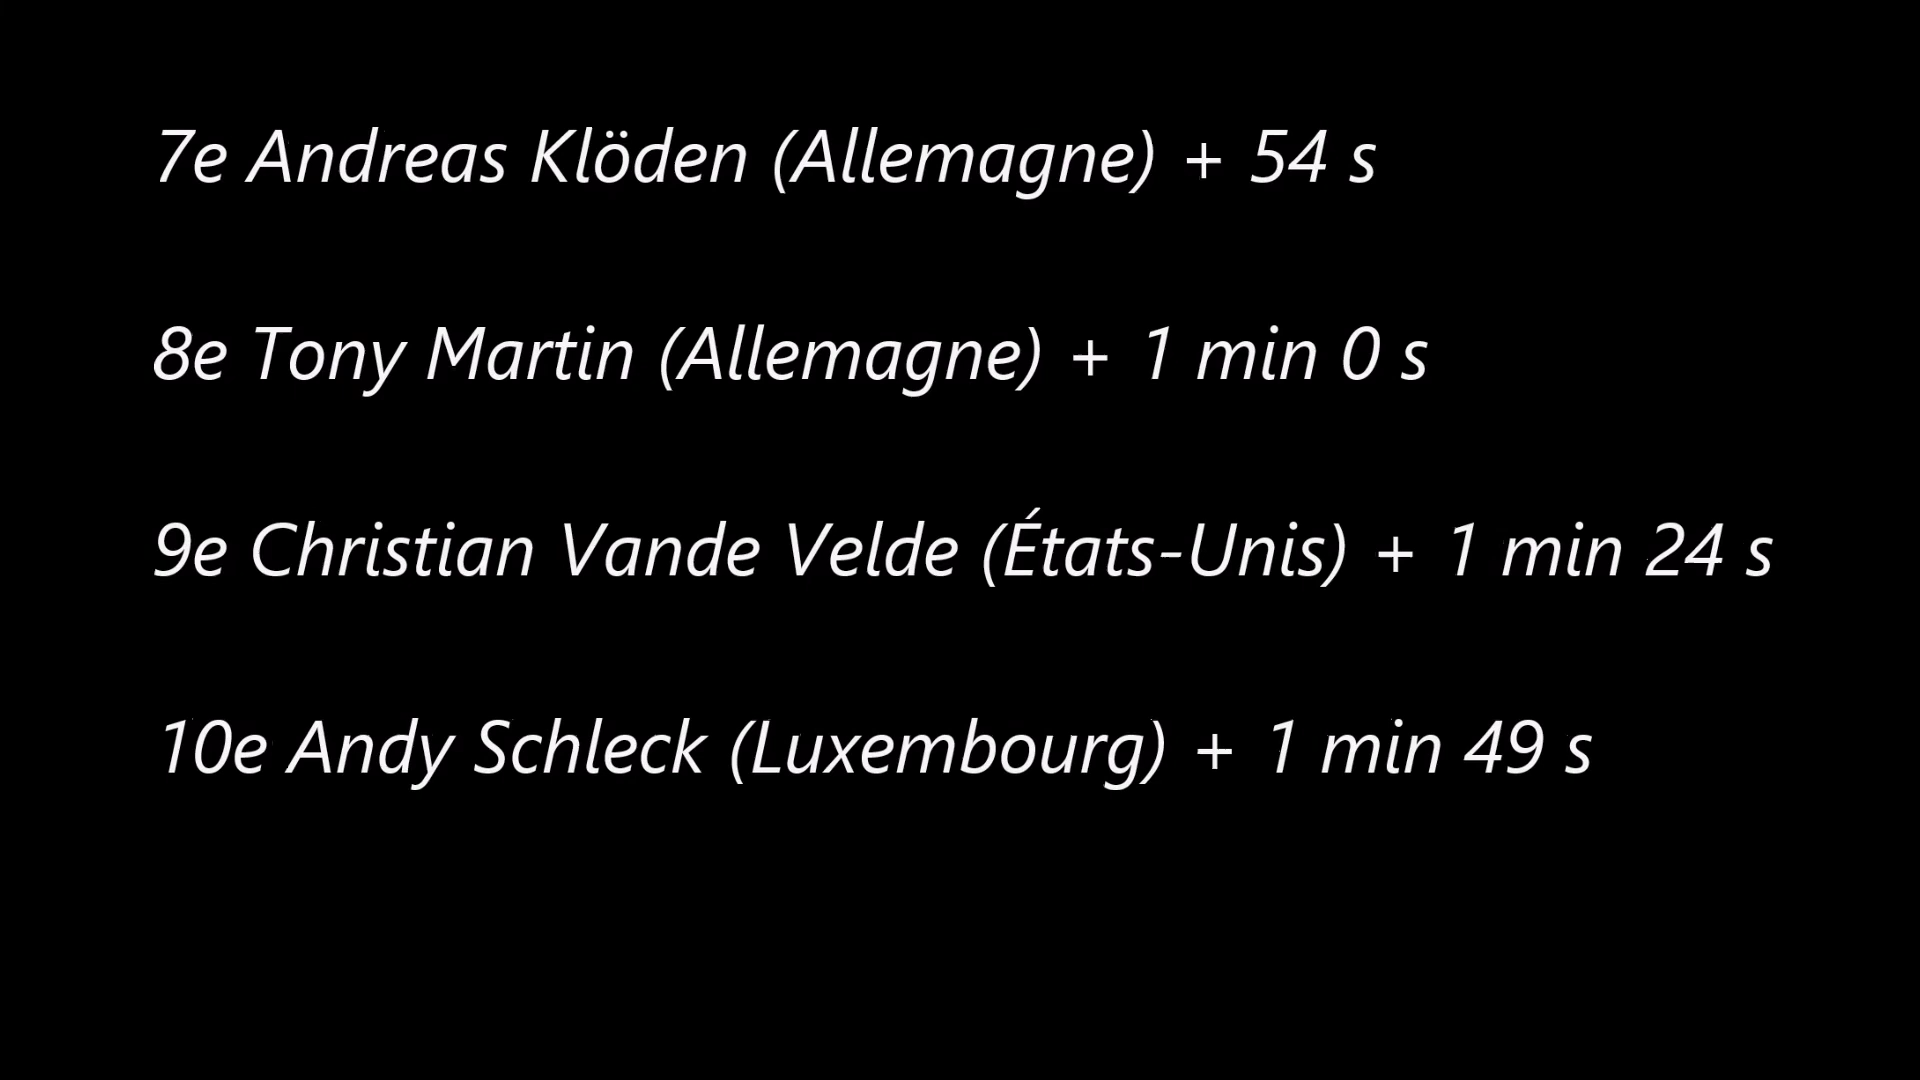 7e Andreas Klöden (Allemagne) + 54 s
8e Tony Martin (Allemagne) + 1 min 0 s
9e Christian Vande Velde (États-Unis) + 1 min 24 s
10e Andy Schleck (Luxembourg) + 1 min 49 s